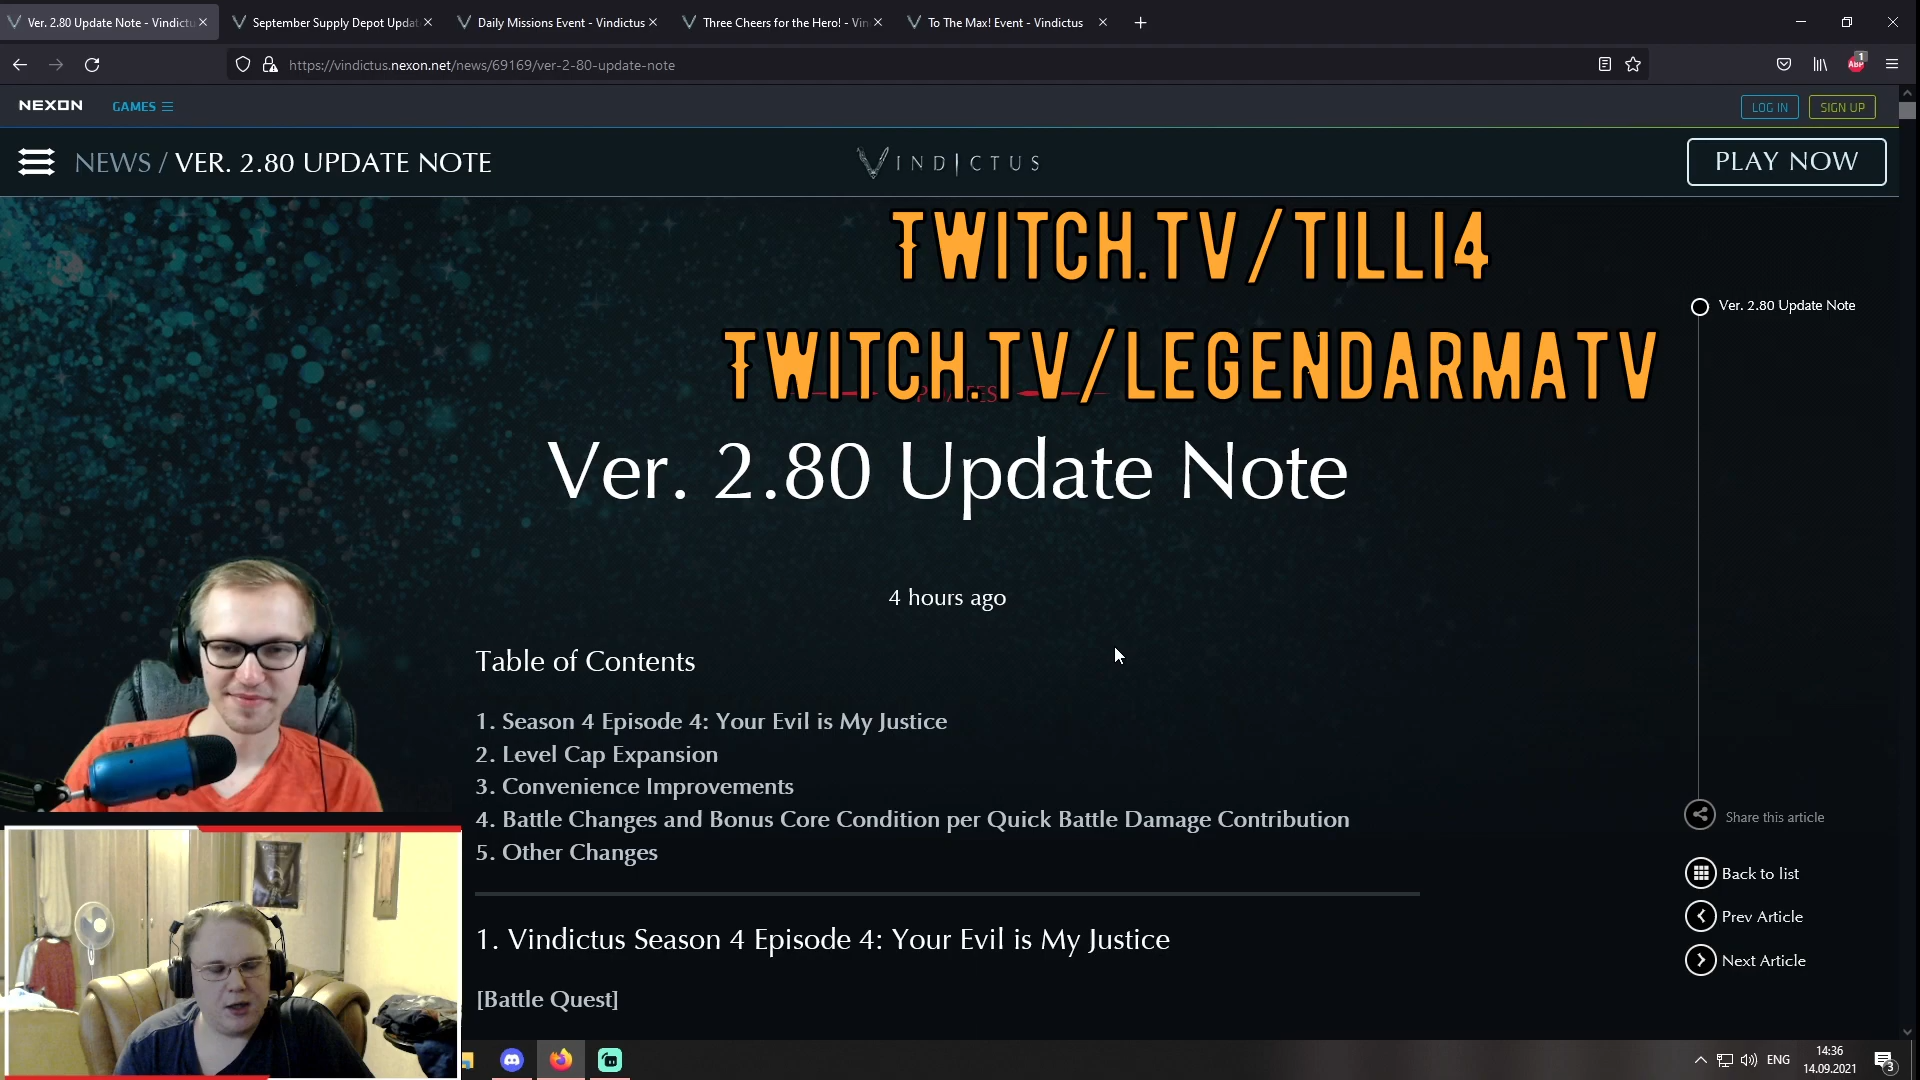 Ver. 2.80 Update Note - Vindictu
September Supply Depot Updat
Daily Missions Event - Vindictus
Three Cheers for the Hero! - Vin
To The Max! Event - Vindictus
https://vindictus.nexon.net/news/69169/ver-2-80-update-note
1
ABP
NEXON
GAMES
LOG IN
SIGN UP
NEWS / VER. 2.80 UPDATE NOTE
VINDICTUS
PLAY NOW
TWITCH.TV/TILLI4
TWITCH.TV/LEGENDARMATV
Ver. 2.80 Update Note
Ver. 2.80 Update Note
4 hours ago
Table of Contents
1. Season 4 Episode 4: Your Evil is My Justice
2. Level Cap Expansion
3. Convenience Improvements
4. Battle Changes and Bonus Core Condition per Quick Battle Damage Contribution
5. Other Changes
Share this article
Back to list
Prev Article
Next Article
1. Vindictus Season 4 Episode 4: Your Evil is My Justice
[Battle Quest]
ENG
14:36
14.09.2021
3